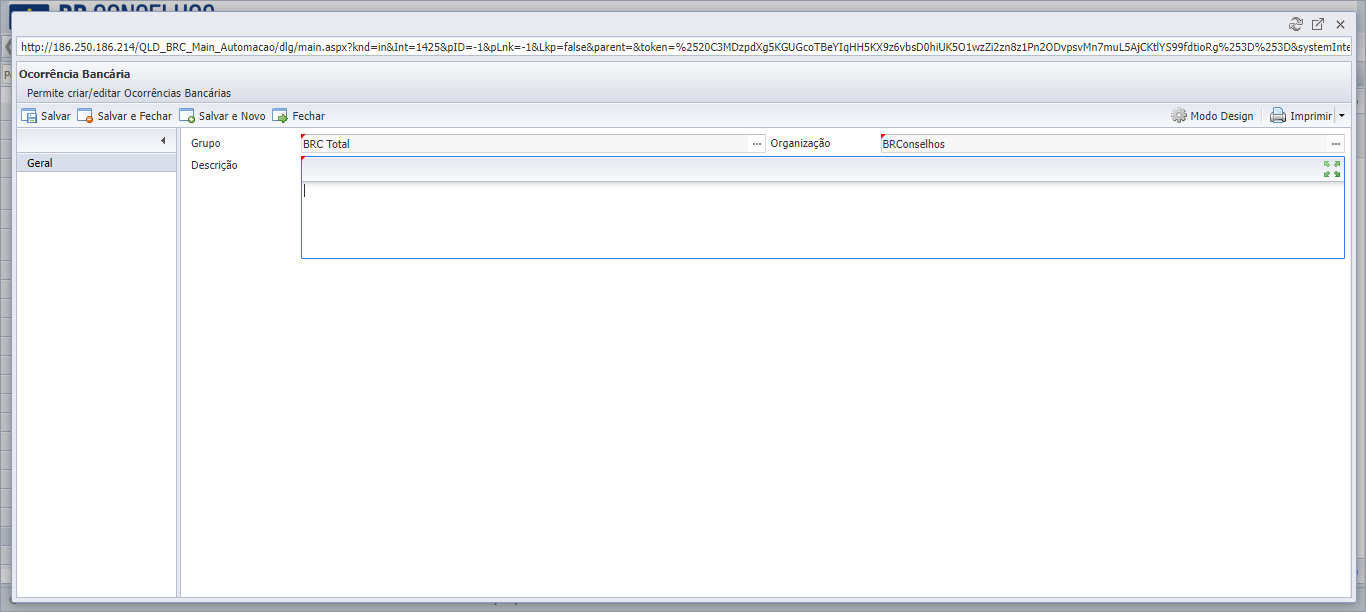 http://186.250.186.214/QLD_BRC_Main_Automacao/dlg/main.aspx?knd=in&Int=1425&pID=-1&pLnk=-1&Lkp=false&parent=&token=%2520C3MDzpdXg5KGUGcoTBeYIqHH5KX9z6vbsD0hiUK5O1wzZi2zn8z1Pn2ODvpsvMn7muL5AjCKtlYS99fdtioRg%253D%253D&systemInte
Ocorrência Bancária
Permite criar/editar Ocorrências Bancárias
Salvar Salvar e Fechar Salvar e Novo Fechar Modo Design Imprimir
Geral
Grupo BRC Total ... Organização BRConselhos ...
Descrição